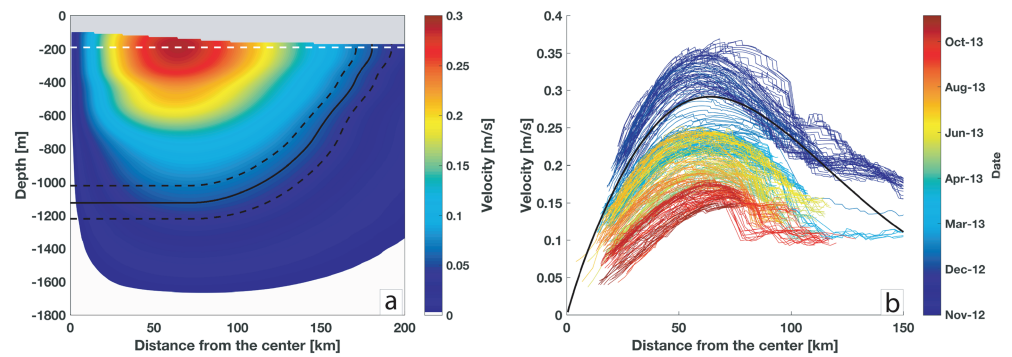 0
-200
-400
-600
-800
-1000
-1200
-1400
-1600
-1800
Depth [m]
0 50 100 150 200
Distance from the center [km]
a
0.3
0.25
0.2
0.15
0.1
0.05
0
Velocity [m/s]
0.4
0.35
0.3
0.25
0.2
0.15
0.1
0.05
0
Velocity [m/s]
0 50 100 150
Distance from the center [km]
b
Oct-13
Aug-13
Jun-13
Apr-13
Mar-13
Dec-12
Nov-12
Date